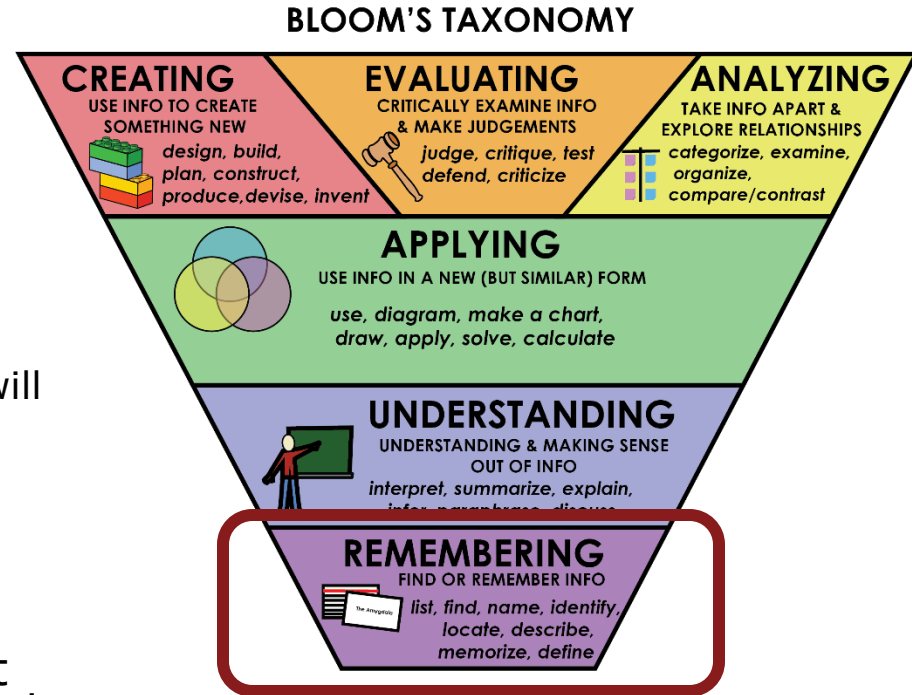 BLOOM'S TAXONOMY
CREATING
USE INFO TO CREATE
SOMETHING NEW
design, build,
plan, construct,
produce,devise, invent
EVALUATING
CRITICALLY EXAMINE INFO
& MAKE JUDGEMENTS
judge, critique, test
defend, criticize
ANALYZING
TAKE INFO APART &
EXPLORE RELATIONSHIPS
categorize, examine,
organize,
compare/contrast
APPLYING
USE INFO IN A NEW (BUT SIMILAR) FORM
use, diagram, make a chart,
draw, apply, solve, calculate
will
UNDERSTANDING
UNDERSTANDING & MAKING SENSE
OUT OF INFO
interpret, summarize, explain,
infer, paraphrase, discuss
REMEMBERING
FIND OR REMEMBER INFO
The Amygdala
list, find, name, identify,
locate, describe,
memorize, define